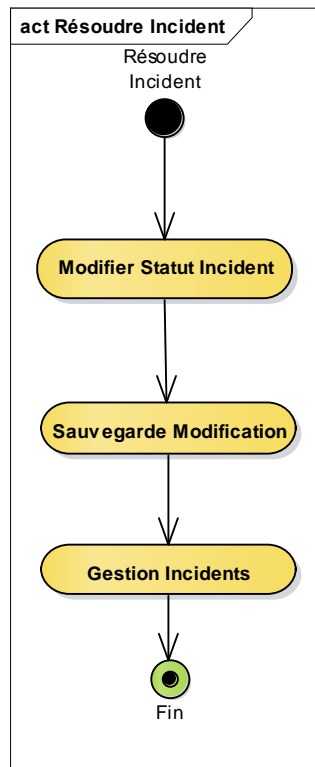 act Résoudre Incident
Résoudre
Incident
Modifier Statut Incident
Sauvegarde Modification
Gestion Incidents
Fin